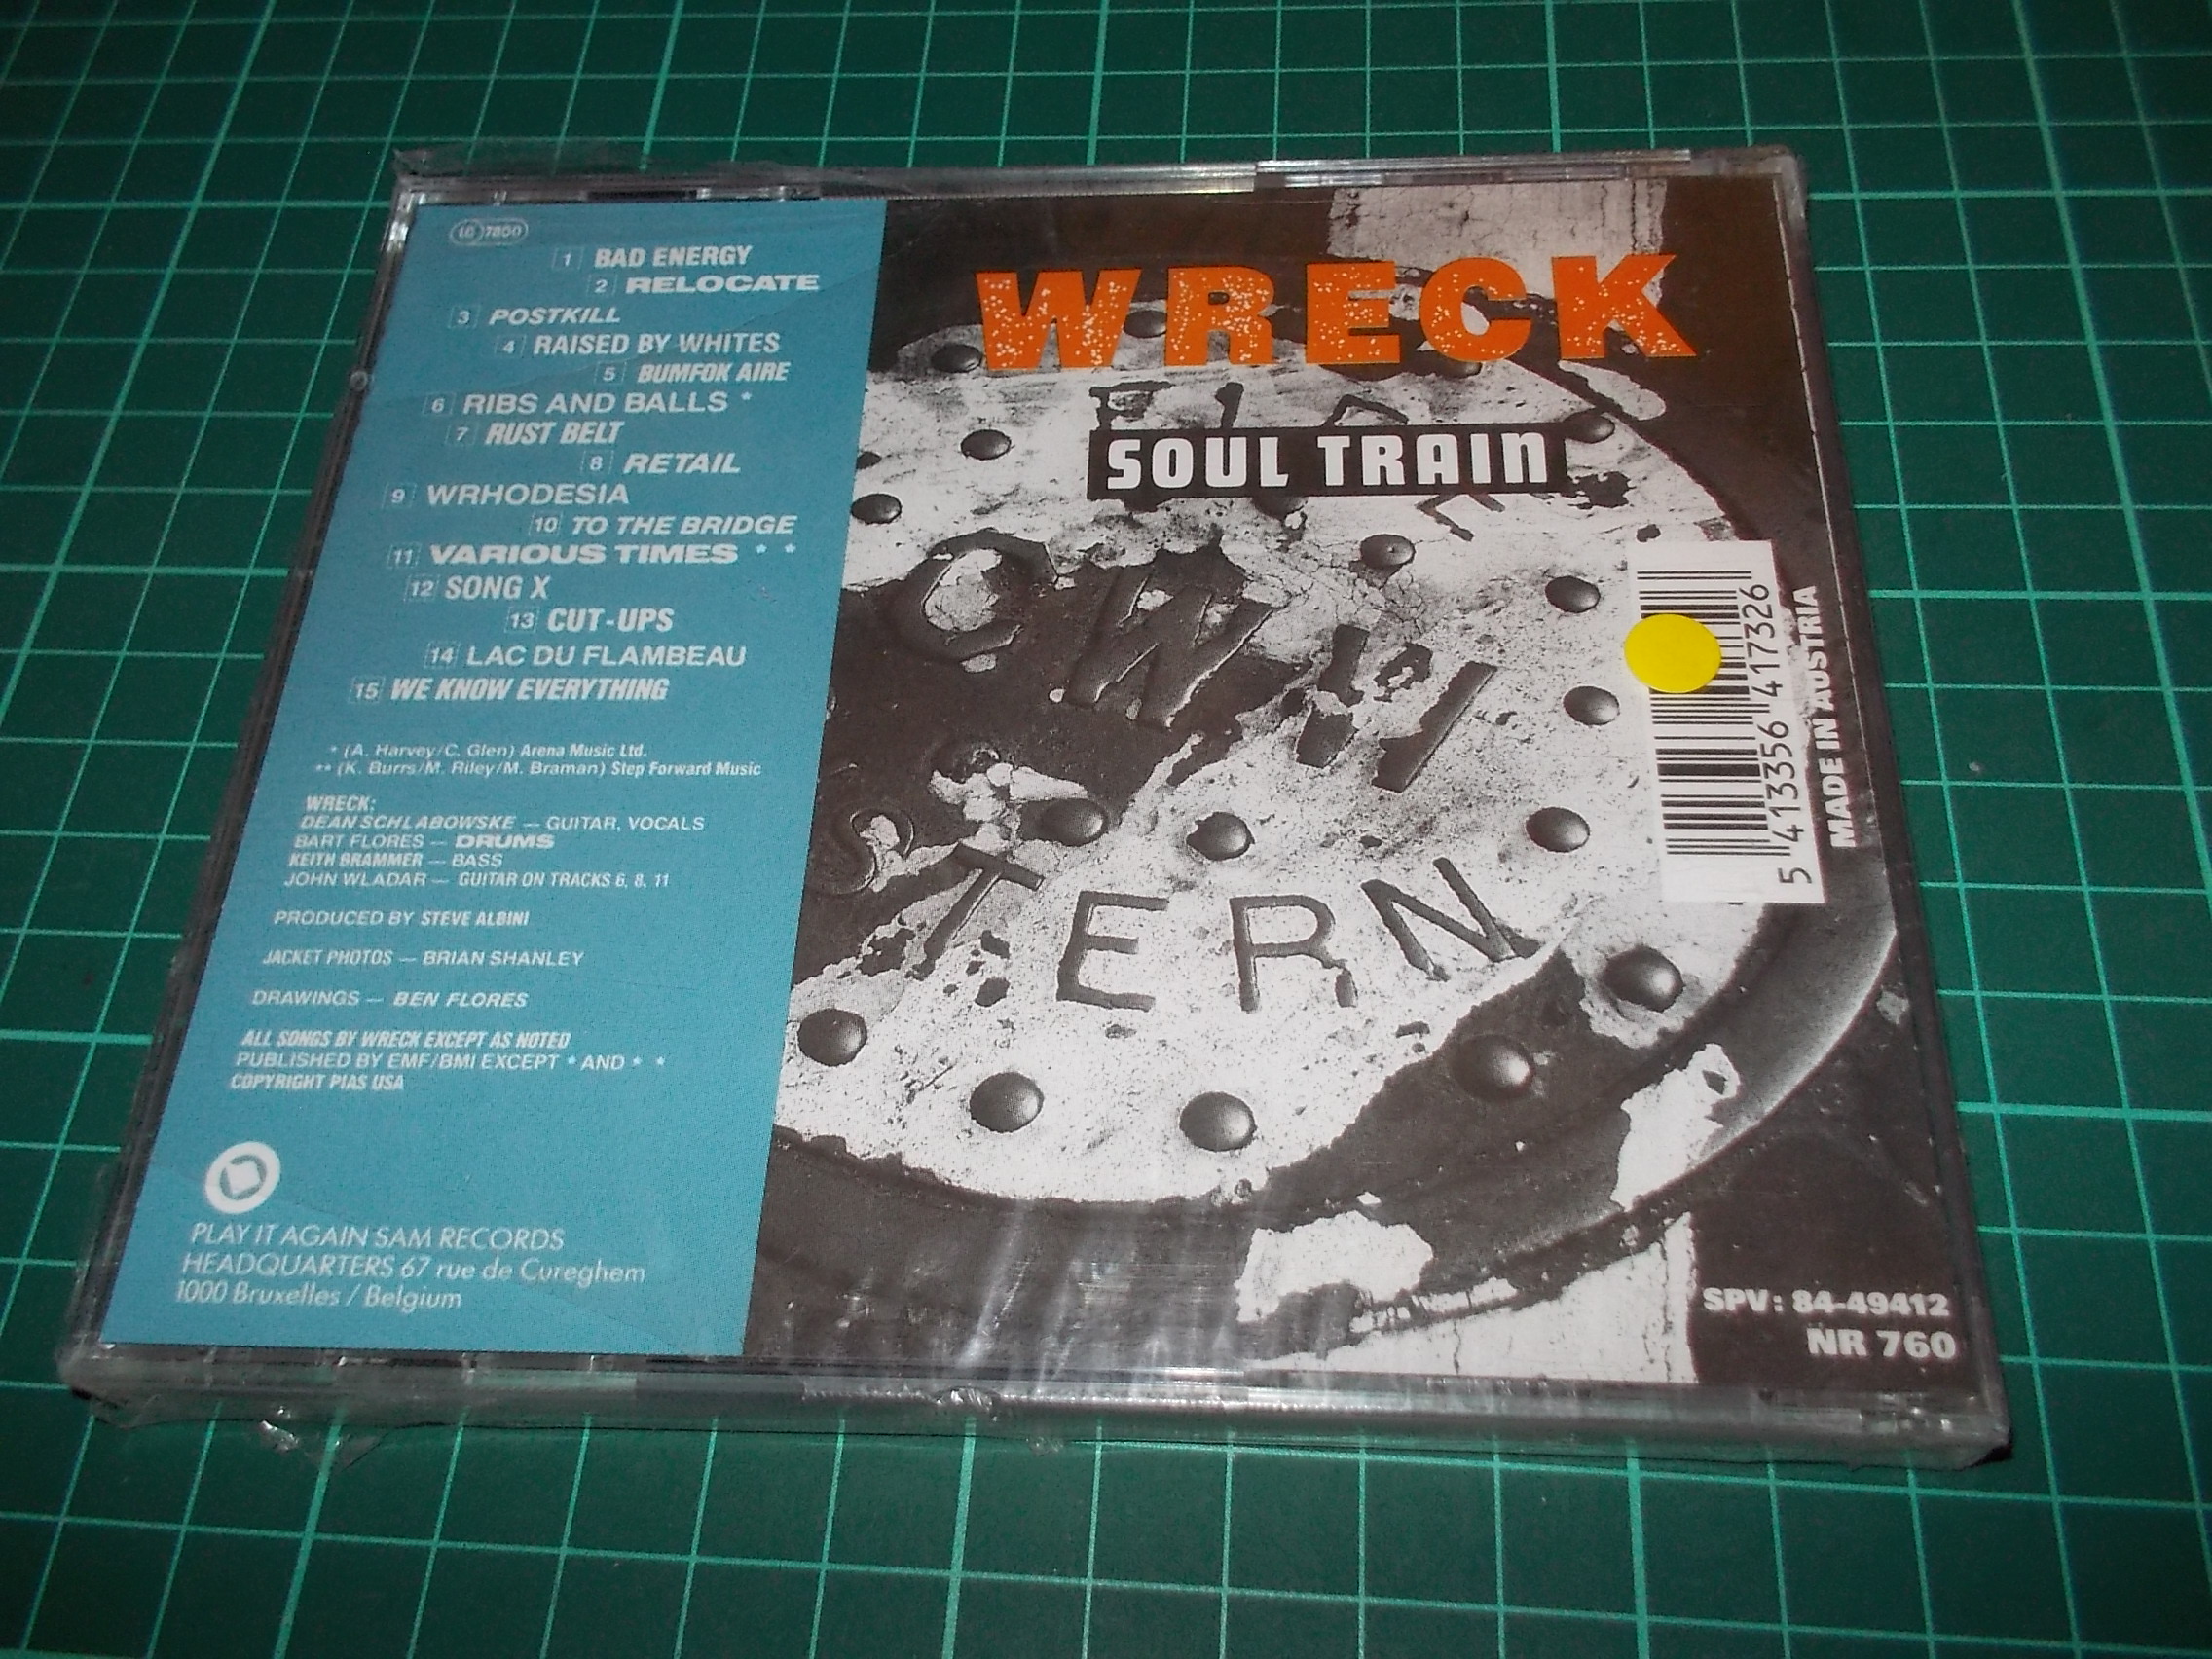 LC 7800
1 BAD ENERGY
2 RELOCATE
3 POSTKILL
4 RAISED BY WHITES
5 BUMFOK AIRE
6 RIBS AND BALLS *
7 RUST BELT
8 RETAIL
9 WRHODESIA
10 TO THE BRIDGE
11 VARIOUS TIMES * *
12 SONG X
13 CUT-UPS
14 LAC DU FLAMBEAU
15 WE KNOW EVERYTHING
* (A. Harvey/C. Glen) Arena Music Ltd.
** (K. Burrs/M. Riley/M. Braman) Step Forward Music
WRECK:
DEAN SCHLABOWSKE — GUITAR, VOCALS
BART FLORES — DRUMS
KEITH BRAMMER — BASS
JOHN WLADAR — GUITAR ON TRACKS 6, 8, 11
PRODUCED BY STEVE ALBINI
JACKET PHOTOS — BRIAN SHANLEY
DRAWINGS — BEN FLORES
ALL SONGS BY WRECK EXCEPT AS NOTED
PUBLISHED BY EMF/BMI EXCEPT * AND * *
COPYRIGHT PIAS USA
PLAY IT AGAIN SAM RECORDS
HEADQUARTERS 67 rue de Cureghem
1000 Bruxelles / Belgium
WRECK
SOUL TRAIN
STERN
5 413356 417326
MADE IN AUSTRIA
SPV: 84-49412
NR 760